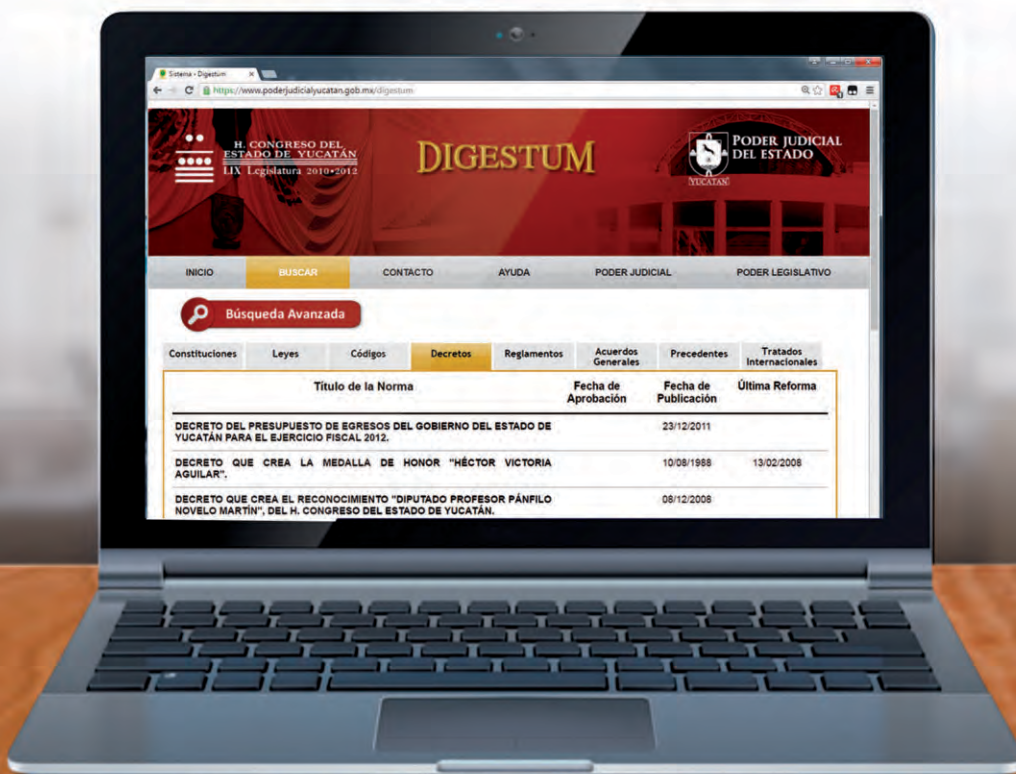 Sistema - Digestum
https://www.poderjudicialyucatan.gob.mx/digestum
H. CONGRESO DEL
ESTADO DE YUCATÁN
LIX Legislatura 2010•2012
DIGESTUM
PODER JUDICIAL
DEL ESTADO
YUCATAN
INICIO BUSCAR CONTACTO AYUDA PODER JUDICIAL PODER LEGISLATIVO
Búsqueda Avanzada
Constituciones Leyes Códigos Decretos Reglamentos Acuerdos Generales Precedentes Tratados Internacionales
Título de la Norma Fecha de Aprobación Fecha de Publicación Última Reforma
DECRETO DEL PRESUPUESTO DE EGRESOS DEL GOBIERNO DEL ESTADO DE 23/12/2011
YUCATÁN PARA EL EJERCICIO FISCAL 2012.
DECRETO QUE CREA LA MEDALLA DE HONOR "HÉCTOR VICTORIA 10/08/1988 13/02/2008
AGUILAR".
DECRETO QUE CREA EL RECONOCIMIENTO "DIPUTADO PROFESOR PÁNFILO 08/12/2008
NOVELO MARTÍN", DEL H. CONGRESO DEL ESTADO DE YUCATÁN.